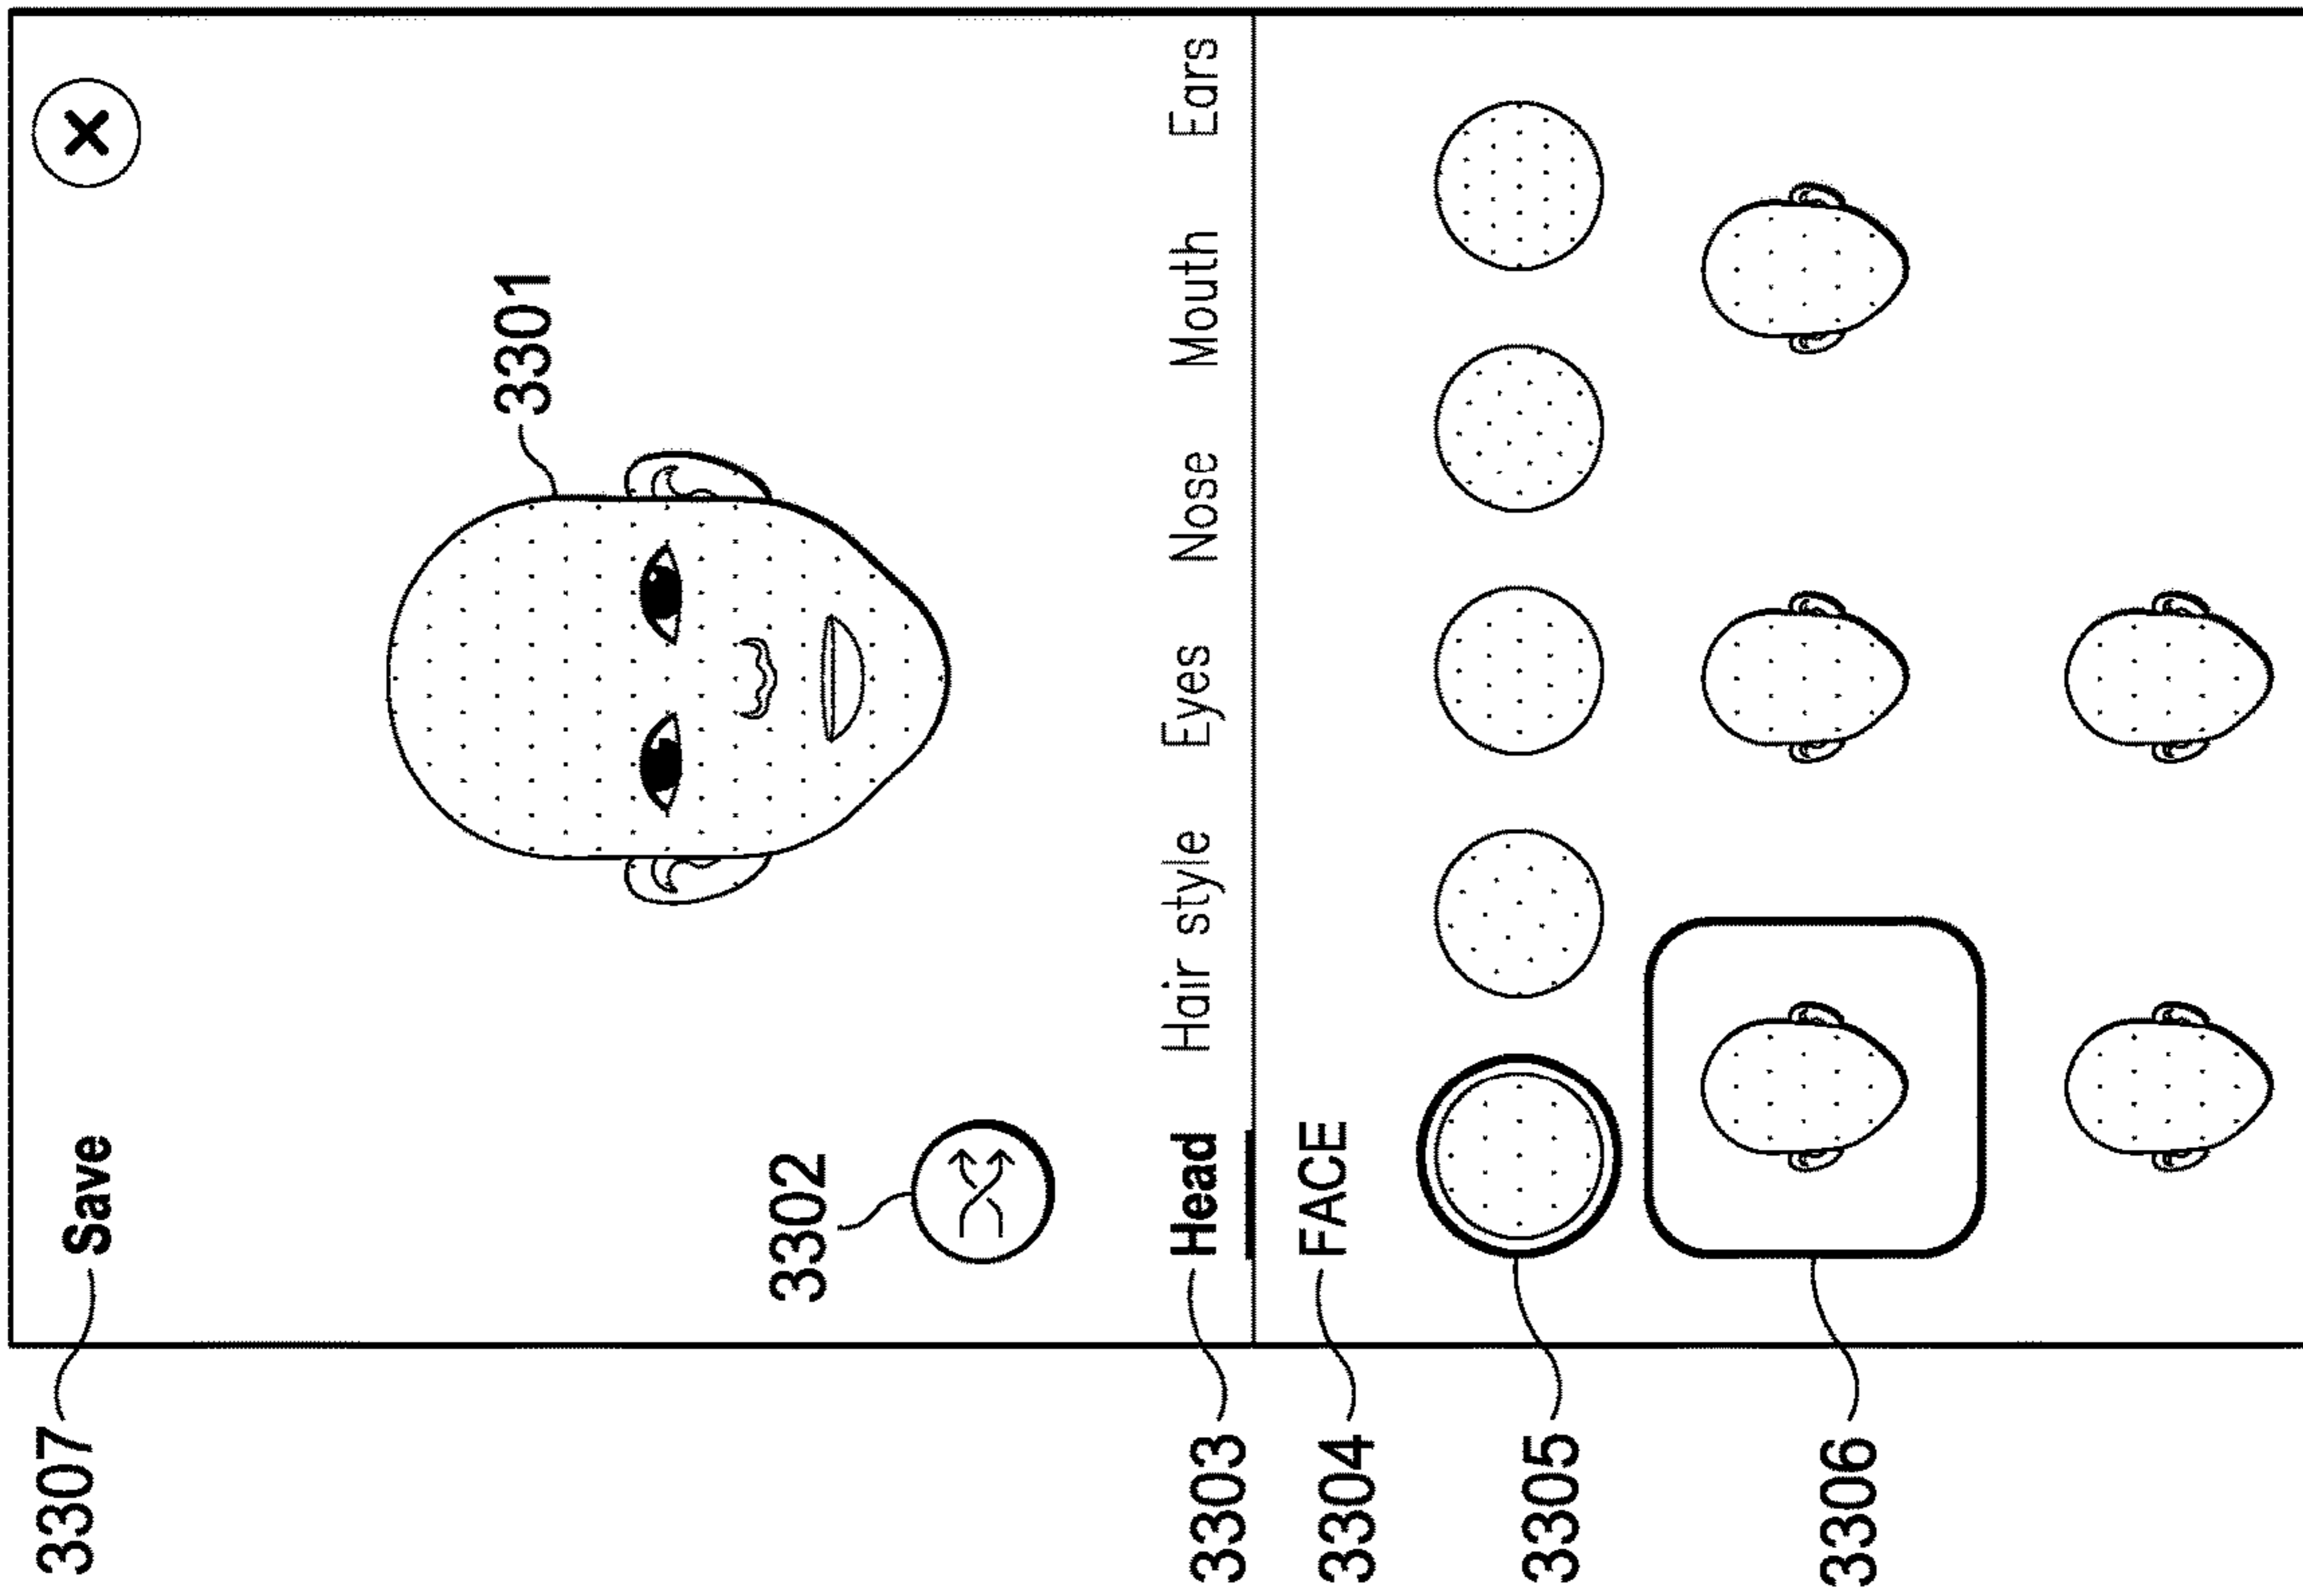 3307
Save
×
3301
3302
3303
Head Hair style Eyes Nose Mouth Ears
3304
FACE
3305
3306